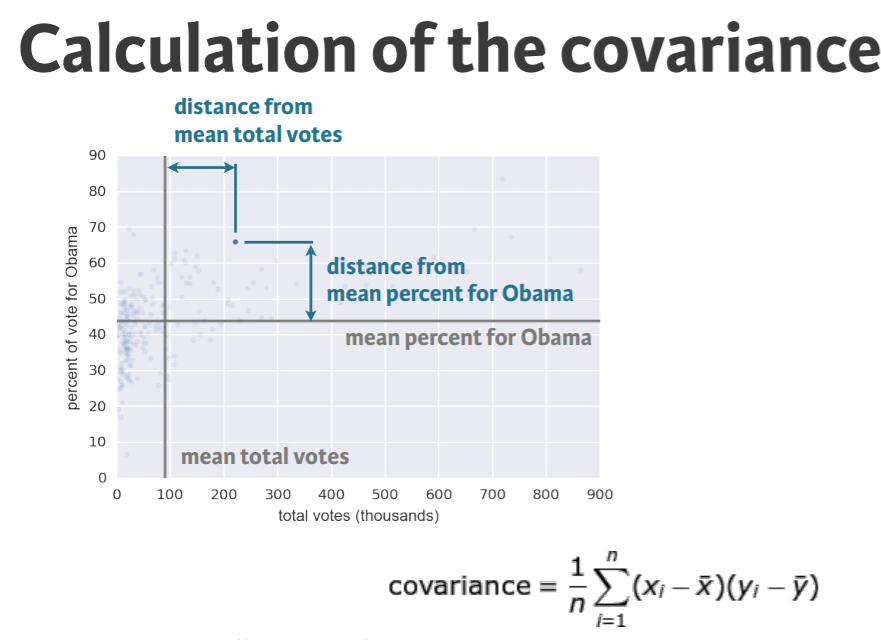 Calculation of the covariance
distance from
mean total votes
90
80
70
60
50
40
30
20
10
0
percent of vote for Obama
distance from
mean percent for Obama
mean percent for Obama
mean total votes
0 100 200 300 400 500 600 700 800 900
total votes (thousands)
covariance = 1/n ∑ i=1 n (xᵢ − x̄)(yᵢ − ȳ)